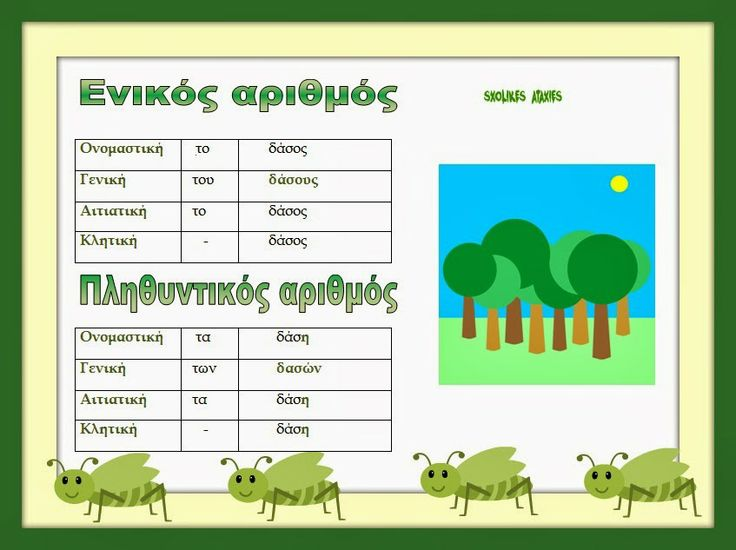 Ενικός αριθμός
SXOLIKES ATAXIES
Ονομαστική το δάσος
Γενική του δάσους
Αιτιατική το δάσος
Κλητική - δάσος
Πληθυντικός αριθμός
Ονομαστική τα δάση
Γενική των δασών
Αιτιατική τα δάση
Κλητική - δάση